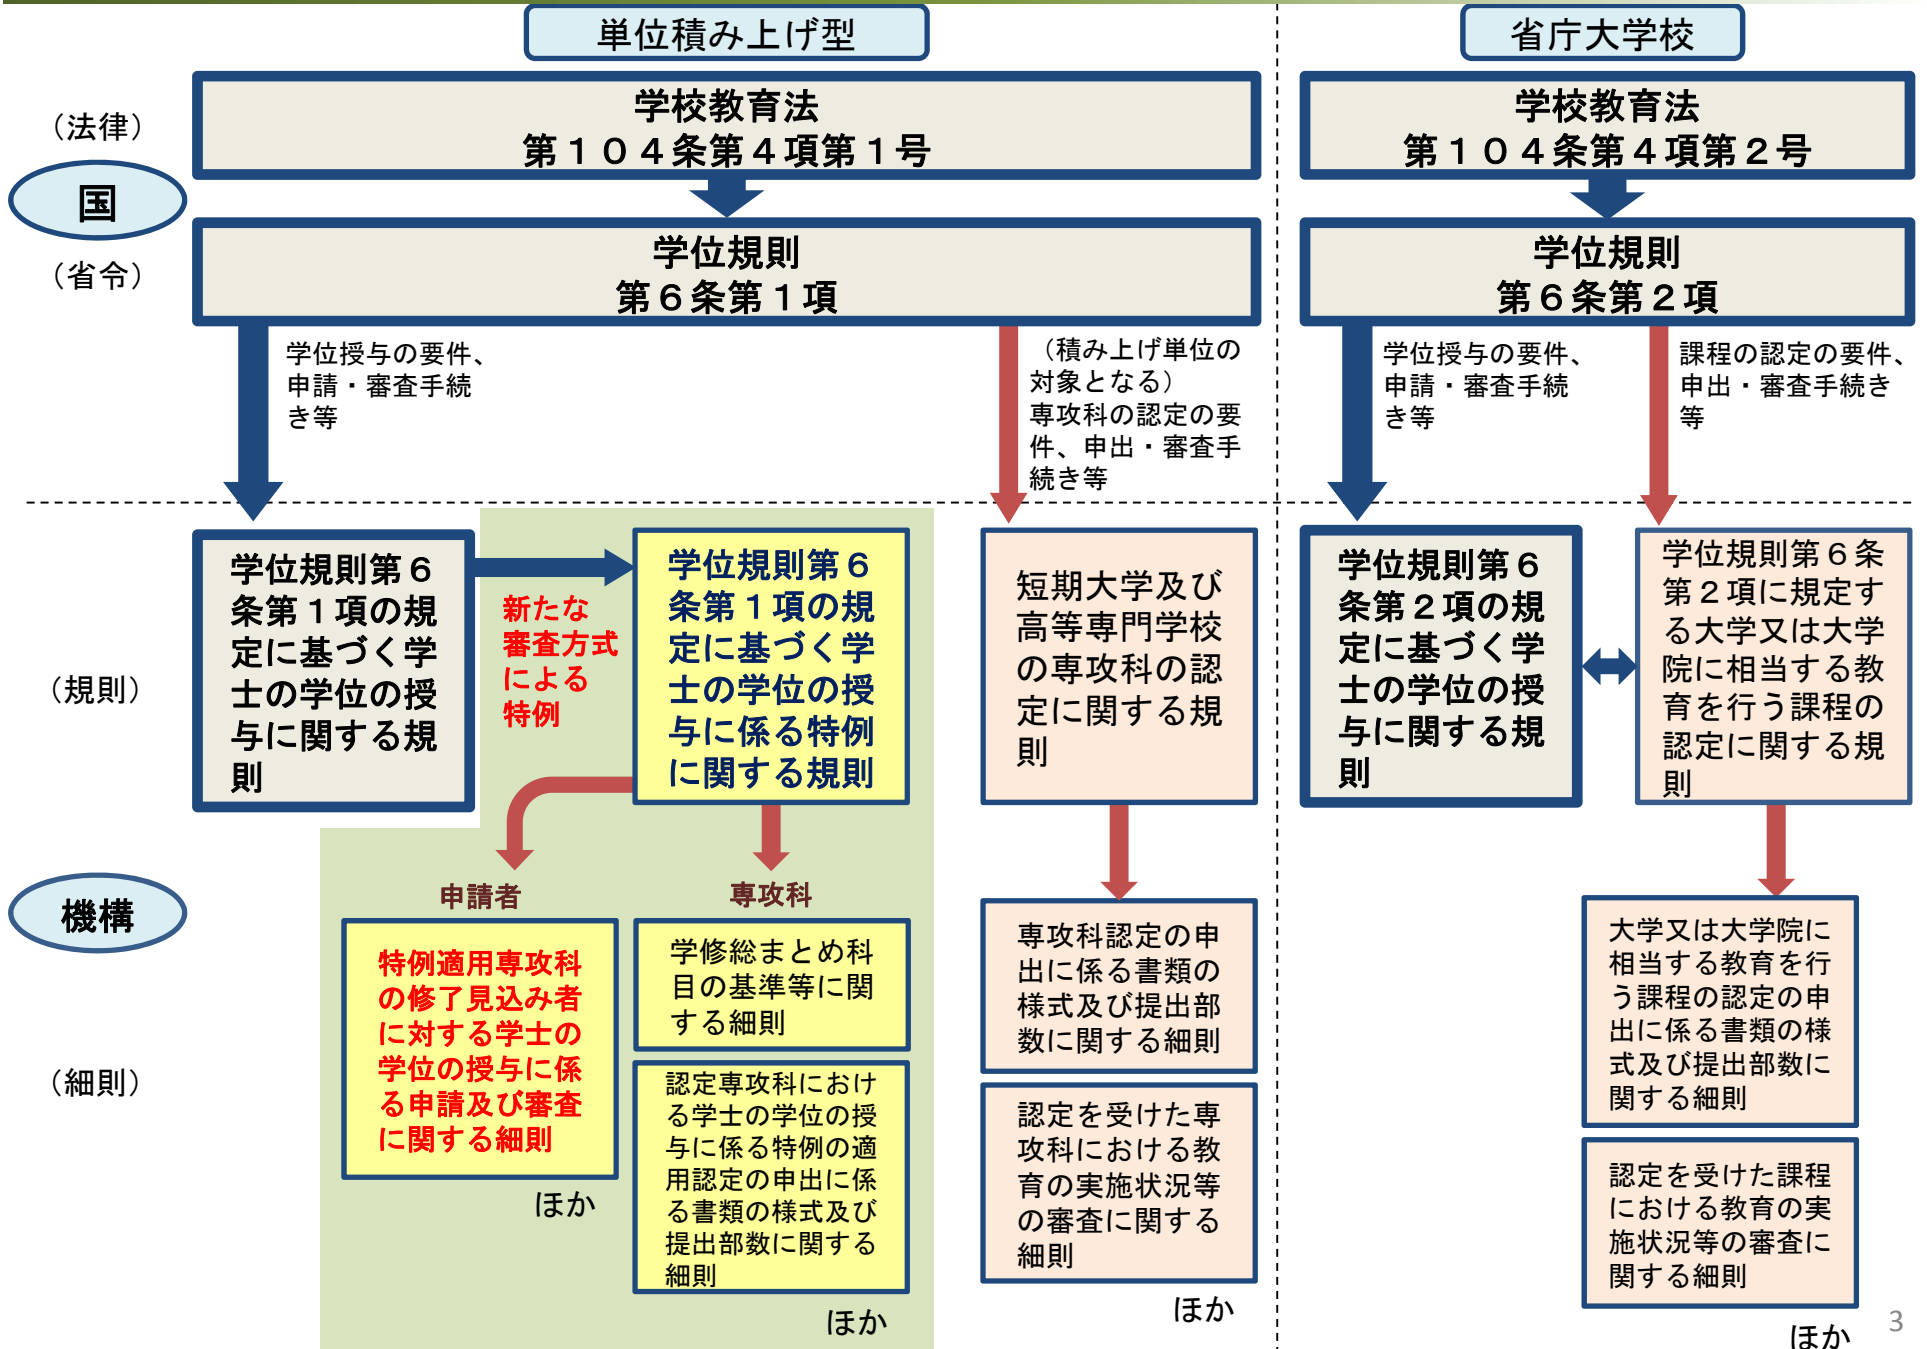 単位積み上げ型
省庁大学校
（法律）
国
（省令）
学校教育法
第１０４条第４項第１号
学校教育法
第１０４条第４項第２号
学位規則
第６条第１項
学位規則
第６条第２項
学位授与の要件、
申請・審査手続
き等
（積み上げ単位の
対象となる）
専攻科の認定の要
件、申出・審査手
続き等
学位授与の要件、
申請・審査手続
き等
課程の認定の要件、
申出・審査手続き
等
（規則）
学位規則第６
条第１項の規
定に基づく学
士の学位の授
与に関する規
則
新たな
審査方式
による
特例
学位規則第６
条第１項の規
定に基づく学
士の学位の授
与に係る特例
に関する規則
短期大学及び
高等専門学校
の専攻科の認
定に関する規
則
学位規則第６
条第２項の規
定に基づく学
士の学位の授
与に関する規
則
学位規則第６条
第２項に規定す
る大学又は大学
院に相当する教
育を行う課程の
認定に関する規
則
機構
（細則）
申請者
特例適用専攻科
の修了見込み者
に対する学士の
学位の授与に係
る申請及び審査
に関する細則
ほか
専攻科
学修総まとめ科
目の基準等に関
する細則
認定専攻科におけ
る学士の学位の授
与に係る特例の適
用認定の申出に係
る書類の様式及び
提出部数に関する
細則
ほか
専攻科認定の申
出に係る書類の
様式及び提出部
数に関する細則
認定を受けた専
攻科における教
育の実施状況等
の審査に関する
細則
ほか
大学又は大学院に
相当する教育を行
う課程の認定の申
出に係る書類の様
式及び提出部数に
関する細則
認定を受けた課程
における教育の実
施状況等の審査に
関する細則
ほか
3